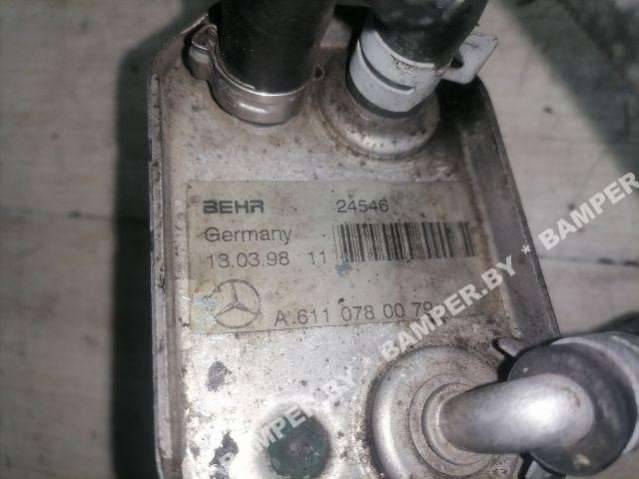 BEHR 24546
Germany
13.03.98 11
A 611 078 00 79
* BAMPER.BY * BAMPER.BY * BAMPER